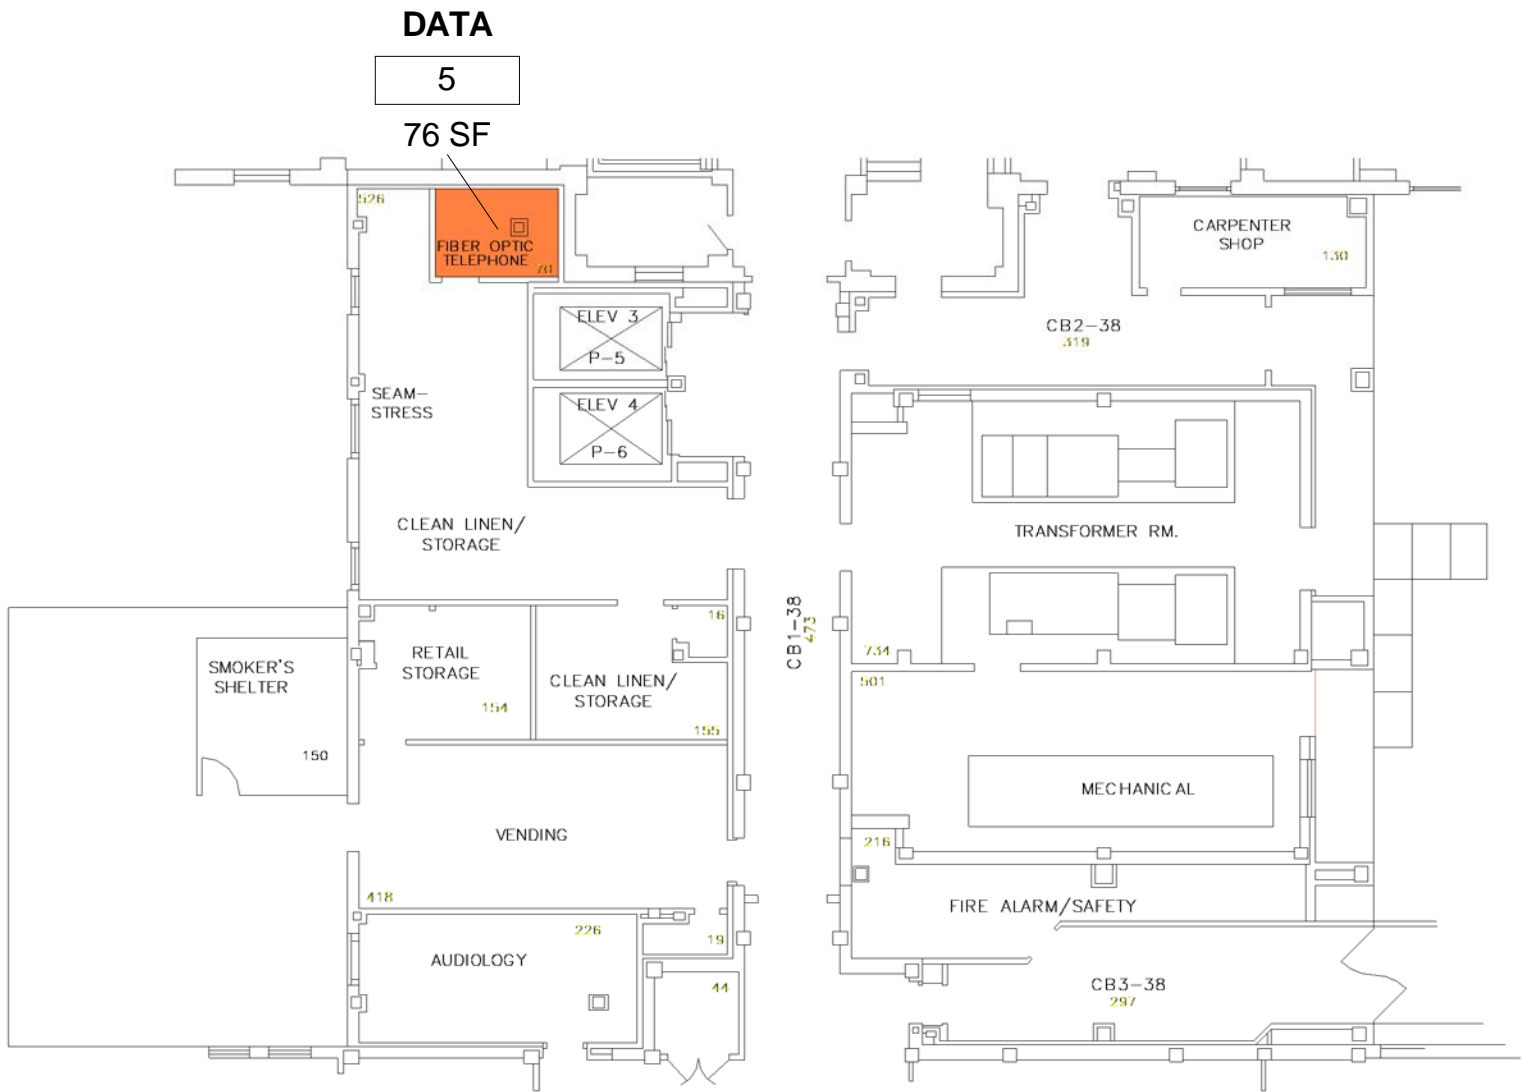 DATA
5
76 SF
526
FIBER OPTIC
TELEPHONE
70
CARPENTER
SHOP
130
ELEV 3
P-5
CB2-38
319
SEAM-
STRESS
ELEV 4
P-6
CLEAN LINEN/
STORAGE
TRANSFORMER RM.
CB1-38
473
16
RETAIL
STORAGE
154
734
501
SMOKER'S
SHELTER
150
CLEAN LINEN/
STORAGE
155
MECHANICAL
VENDING
216
418
FIRE ALARM/SAFETY
226
19
AUDIOLOGY
44
CB3-38
297